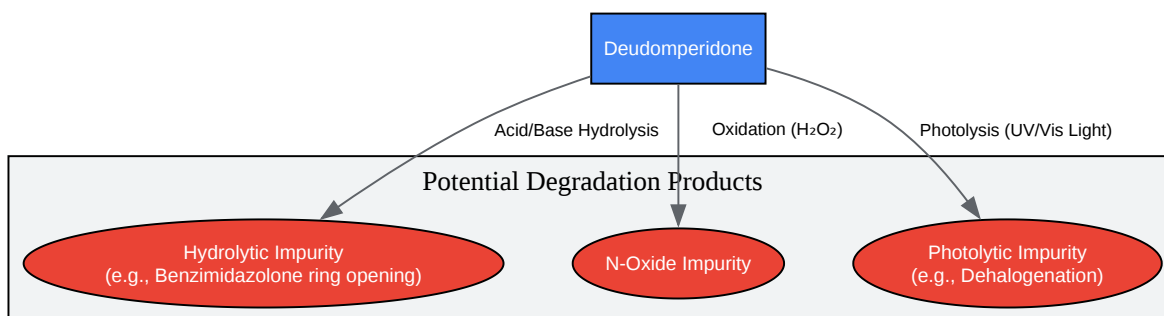 Deudomperidone
Acid/Base Hydrolysis
Oxidation (H₂O₂)
Photolysis (UV/Vis Light)
Potential Degradation Products
Hydrolytic Impurity
(e.g., Benzimidazolone ring opening)
N-Oxide Impurity
Photolytic Impurity
(e.g., Dehalogenation)